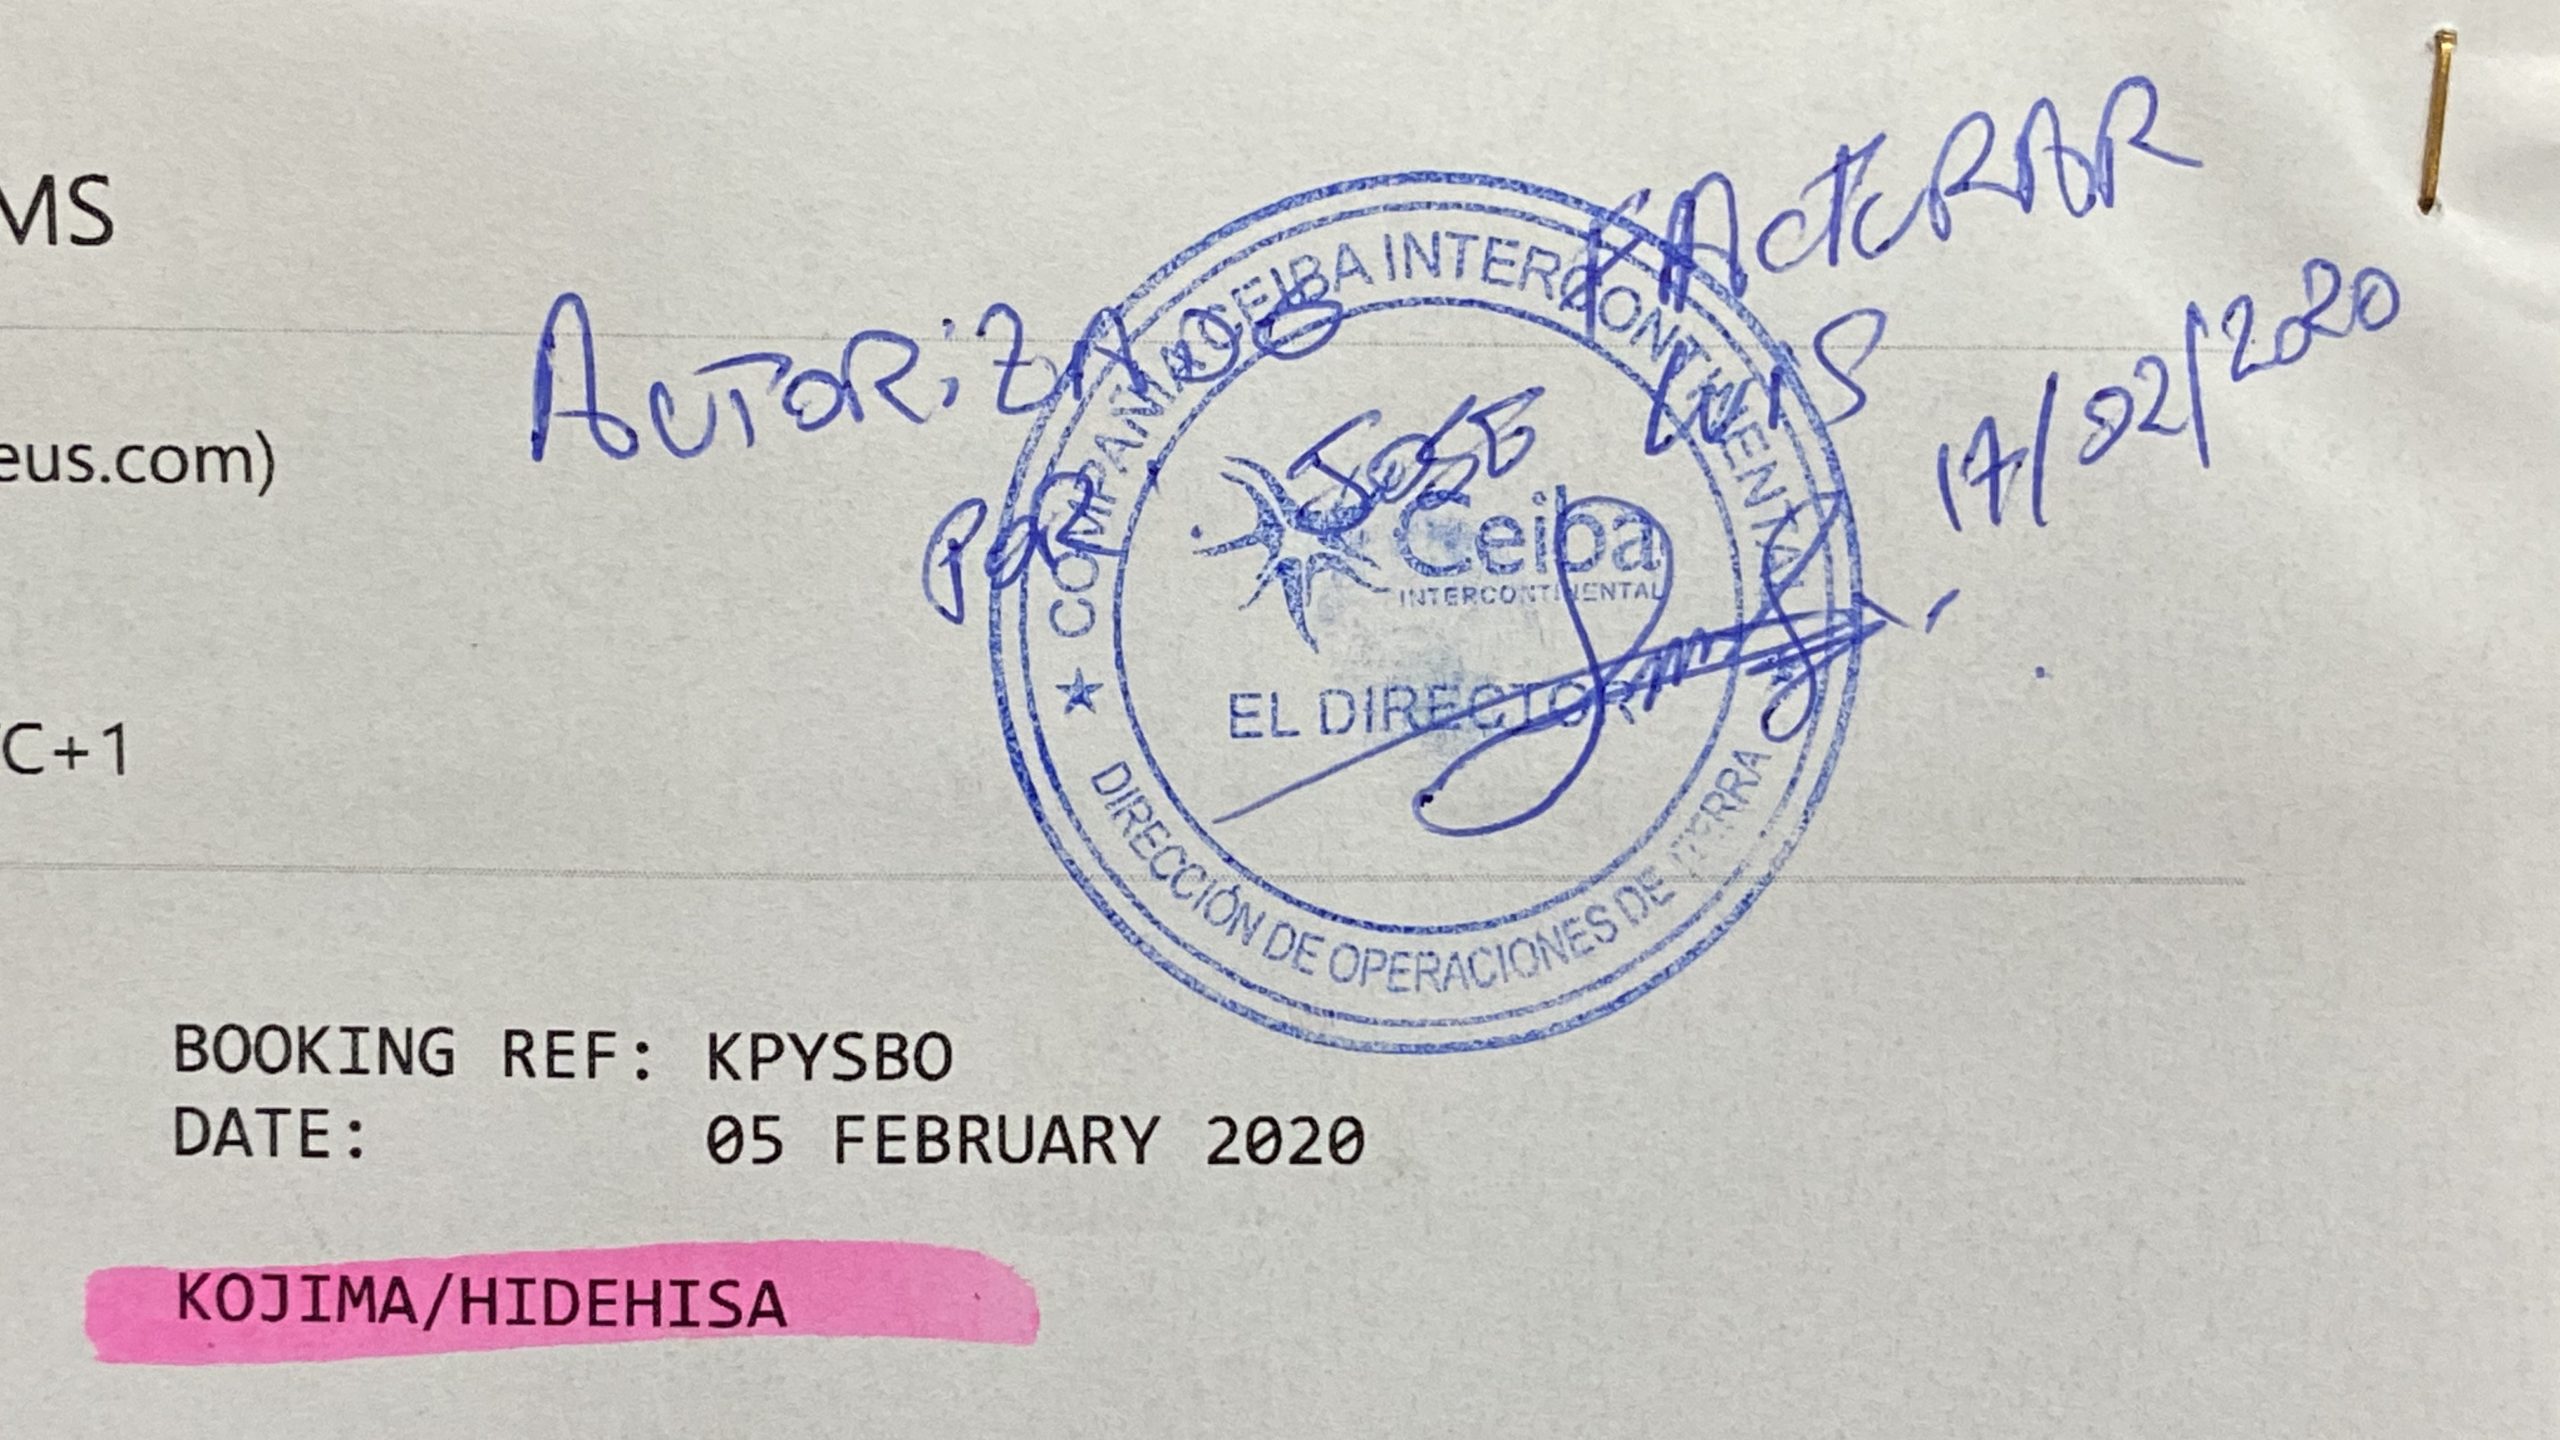 MS
AUTORIZADO FACTURAR
POR JOSE LUIS 17/02/2020
COMPAÑIA CEIBA INTERCONTINENTAL
Ceiba
INTERCONTINENTAL
EL DIRECTOR
★ DIRECCIÓN DE OPERACIONES DE TIERRA
eus.com)
C+1
BOOKING REF: KPYSBO
DATE: 05 FEBRUARY 2020
KOJIMA/HIDEHISA